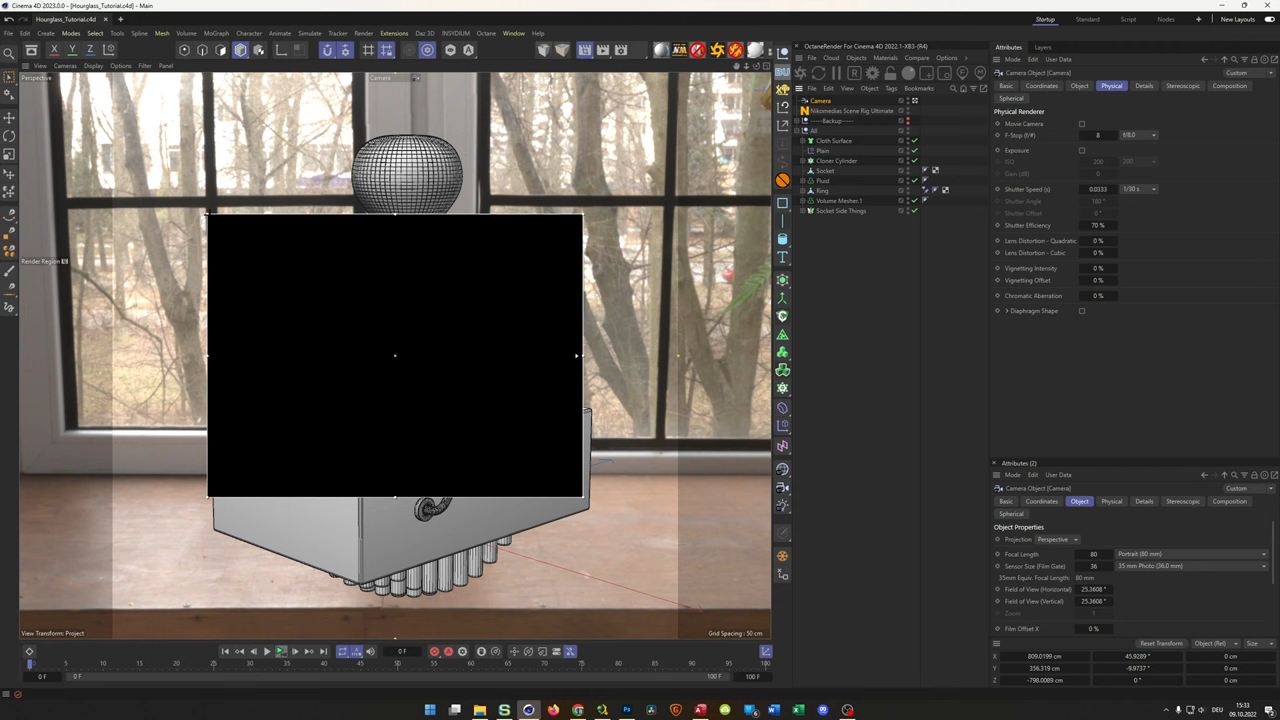 Cinema 4D 2023.0.0 - [Hourglass_Tutorial.c4d] - Main
Hourglass_Tutorial.c4d
Startup Standard Script Nodes New Layouts
File Edit Create Modes Select Tools Spline Mesh Volume MoGraph Character Animate Simulate Tracker Render Extensions Daz 3D INSYDIUM Octane Window Help
X Y Z
View Cameras Display Options Filter Panel
Perspective
Camera
Render Region
View Transform: Project
Grid Spacing : 50 cm
OctaneRender For Cinema 4D 2022.1-XB3-(R4)
File Cloud Objects Materials Compare Options
File Edit View Object Tags Bookmarks
Camera
Nikomedias Scene Rig Ultimate
-----Backup-----
All
Cloth Surface
Plain
Cloner Cylinder
Socket
Fluid
Ring
Volume Mesher.1
Socket Side Things
Attributes Layers
Mode Edit User Data
Camera Object [Camera] Custom
Basic Coordinates Object Physical Details Stereoscopic Composition
Spherical
Physical Renderer
Movie Camera
F-Stop (f/#) 8 f/8.0
Exposure
ISO 200 200
Gain (dB) 0
Shutter Speed (s) 0.0333 1/30 s
Shutter Angle 180 °
Shutter Offset 0 °
Shutter Efficiency 70 %
Lens Distortion - Quadratic 0 %
Lens Distortion - Cubic 0 %
Vignetting Intensity 0 %
Vignetting Offset 0 %
Chromatic Aberration 0 %
Diaphragm Shape
Attributes (2)
Mode Edit User Data
Camera Object [Camera] Custom
Basic Coordinates Object Physical Details Stereoscopic Composition
Spherical
Object Properties
Projection Perspective
Focal Length 80 Portrait (80 mm)
Sensor Size (Film Gate) 36 35 mm Photo (36.0 mm)
35mm Equiv. Focal Length: 80 mm
Field of View (Horizontal) 25.3608 °
Field of View (Vertical) 25.3608 °
Zoom 1
Film Offset X 0 %
Reset Transform Object (Rel) Size
X 809.0199 cm 45.9289 ° 0 cm
Y 356.319 cm -9.9737 ° 0 cm
Z -798.0089 cm 0 ° 0 cm
0 F
0 5 10 15 20 25 30 35 40 45 50 55 60 65 70 75 80 85 90 95 100
0 F 0 F 100 F 100 F
DEU 15:33
09.10.2022